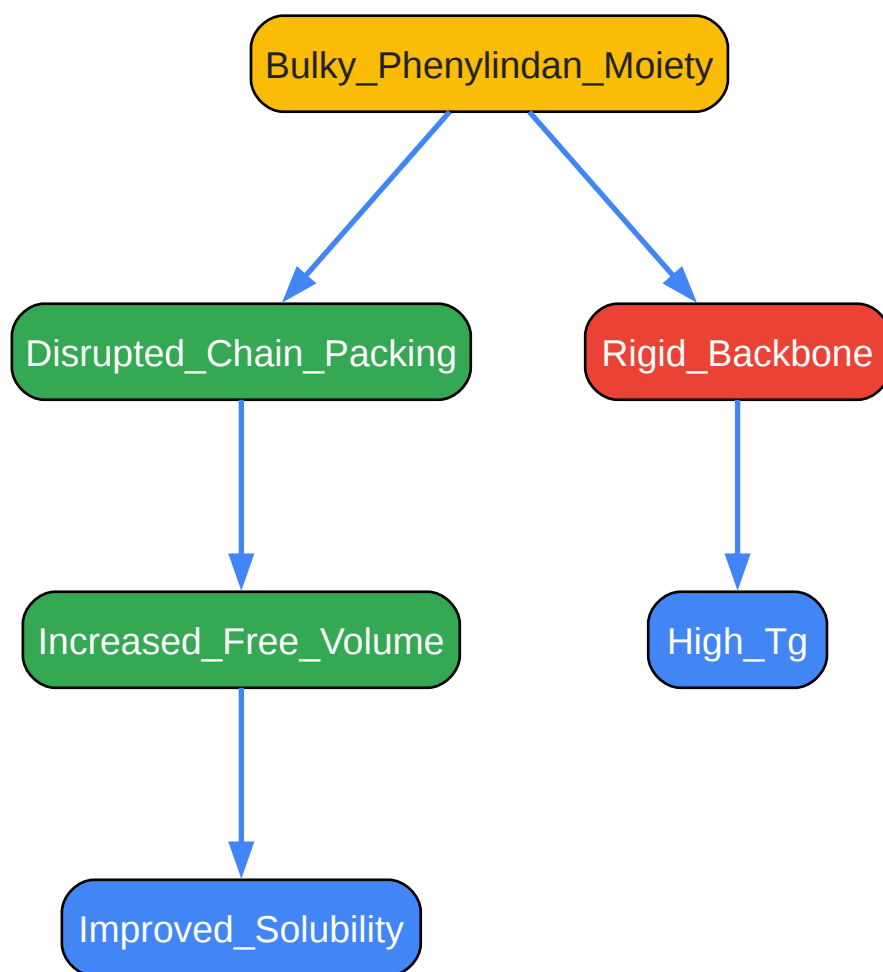 Bulky_Phenylindan_Moiety
Disrupted_Chain_Packing
Rigid_Backbone
Increased_Free_Volume
High_Tg
Improved_Solubility